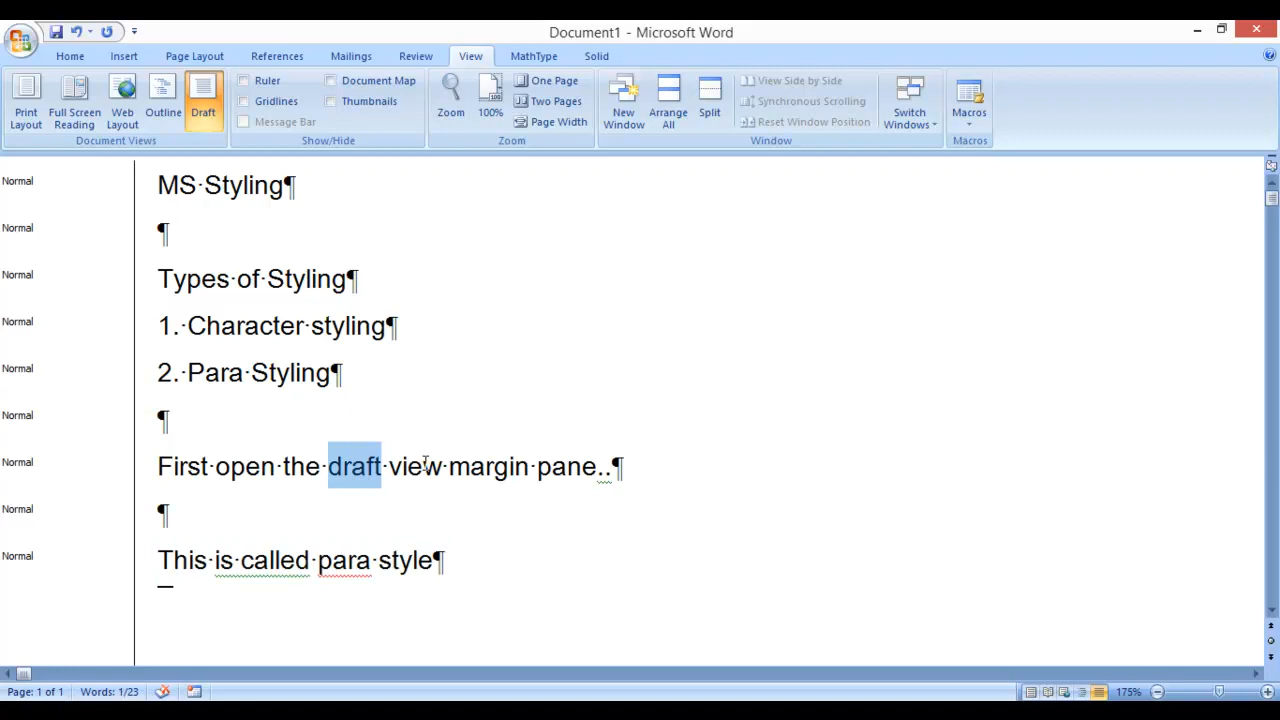 Document1 - Microsoft Word
Home Insert Page Layout References Mailings Review View MathType Solid
Print Layout
Full Screen Reading
Web Layout
Outline
Draft
Document Views
Ruler
Gridlines
Message Bar
Document Map
Thumbnails
Show/Hide
Zoom
100%
One Page
Two Pages
Page Width
Zoom
New Window
Arrange All
Split
View Side by Side
Synchronous Scrolling
Reset Window Position
Switch Windows
Window
Macros
Macros
Normal MS·Styling¶
Normal ¶
Normal Types·of·Styling¶
Normal 1.·Character·styling¶
Normal 2.·Para·Styling¶
Normal ¶
Normal First·open·the·draft·view·margin·pane..¶
Normal ¶
Normal This·is·called·para·style¶
Page: 1 of 1 Words: 1/23 175%